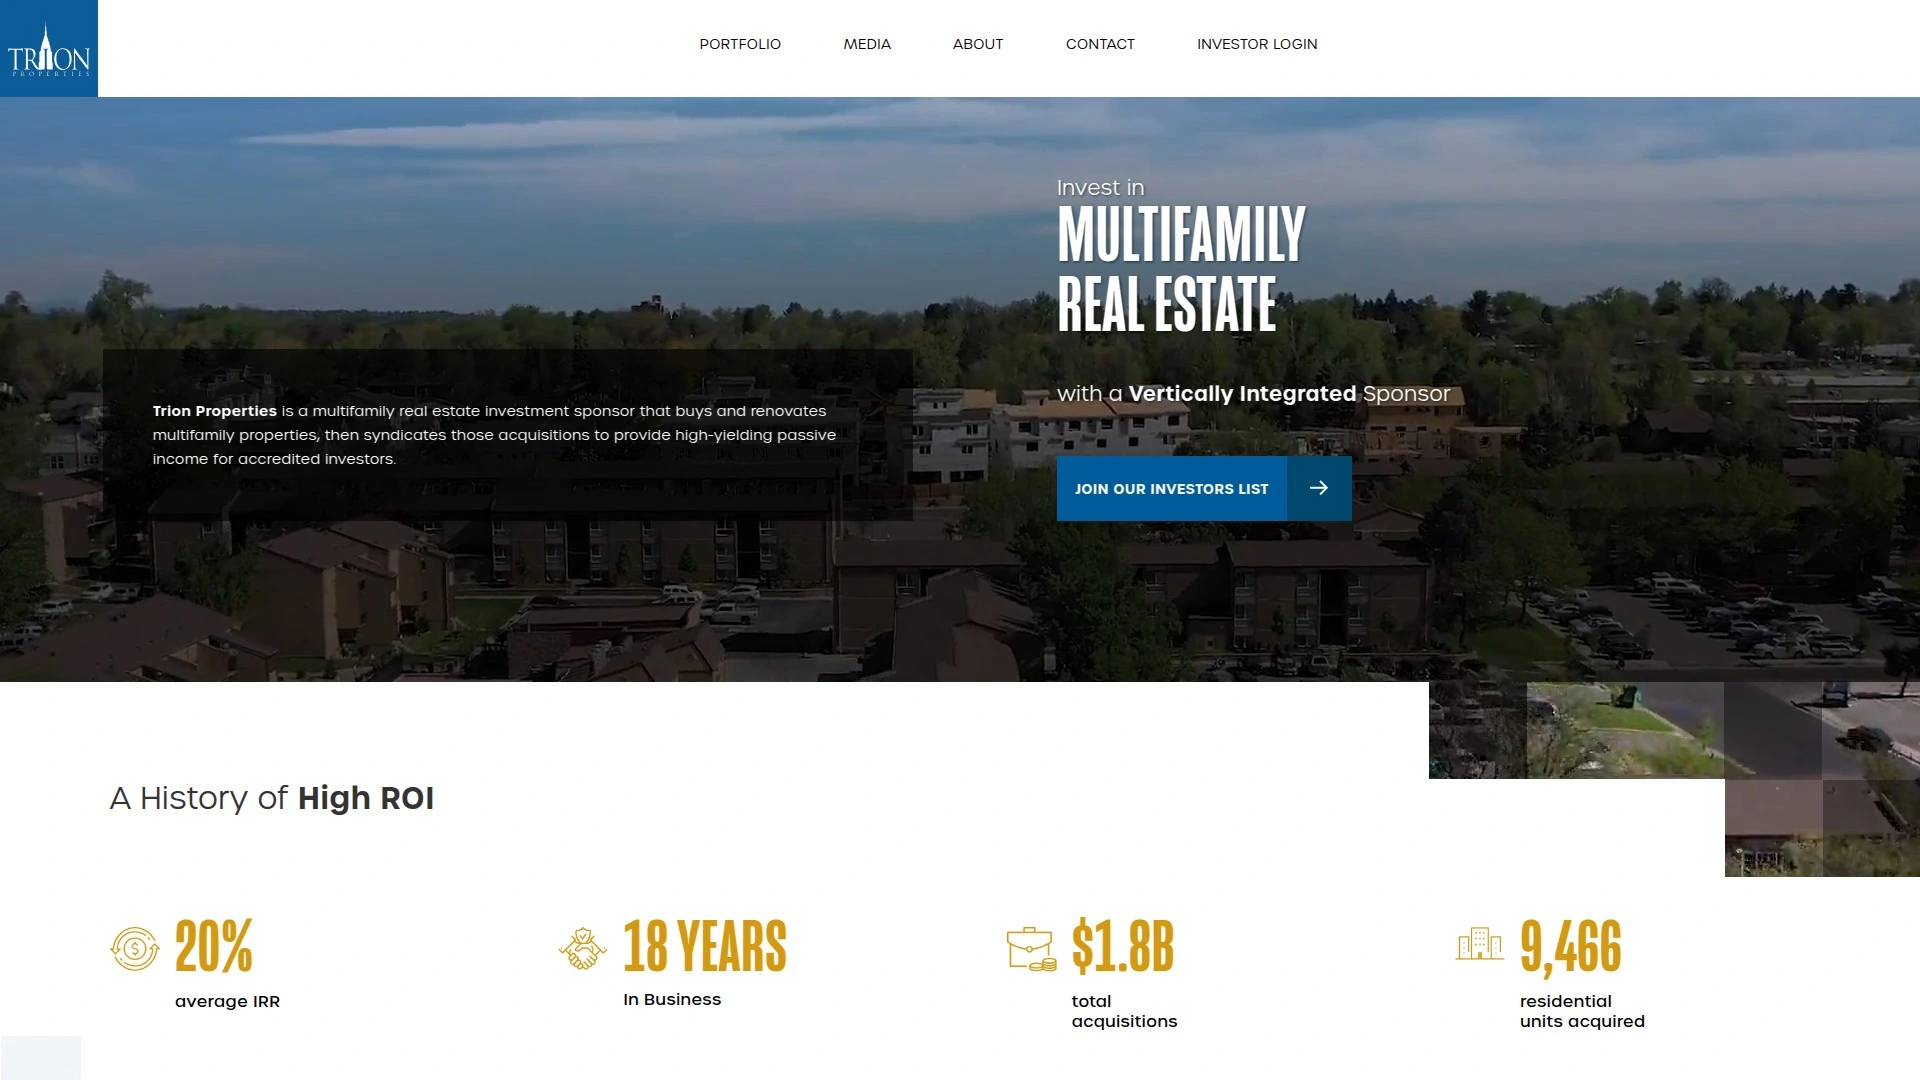 TRION
PROPERTIES
PORTFOLIO
MEDIA
ABOUT
CONTACT
INVESTOR LOGIN
Invest in
MULTIFAMILY
REAL ESTATE
with a Vertically Integrated Sponsor
JOIN OUR INVESTORS LIST
Trion Properties is a multifamily real estate investment sponsor that buys and renovates
multifamily properties, then syndicates those acquisitions to provide high-yielding passive
income for accredited investors.
A History of High ROI
20%
average IRR
18 YEARS
In Business
$1.8B
total
acquisitions
9,466
residential
units acquired